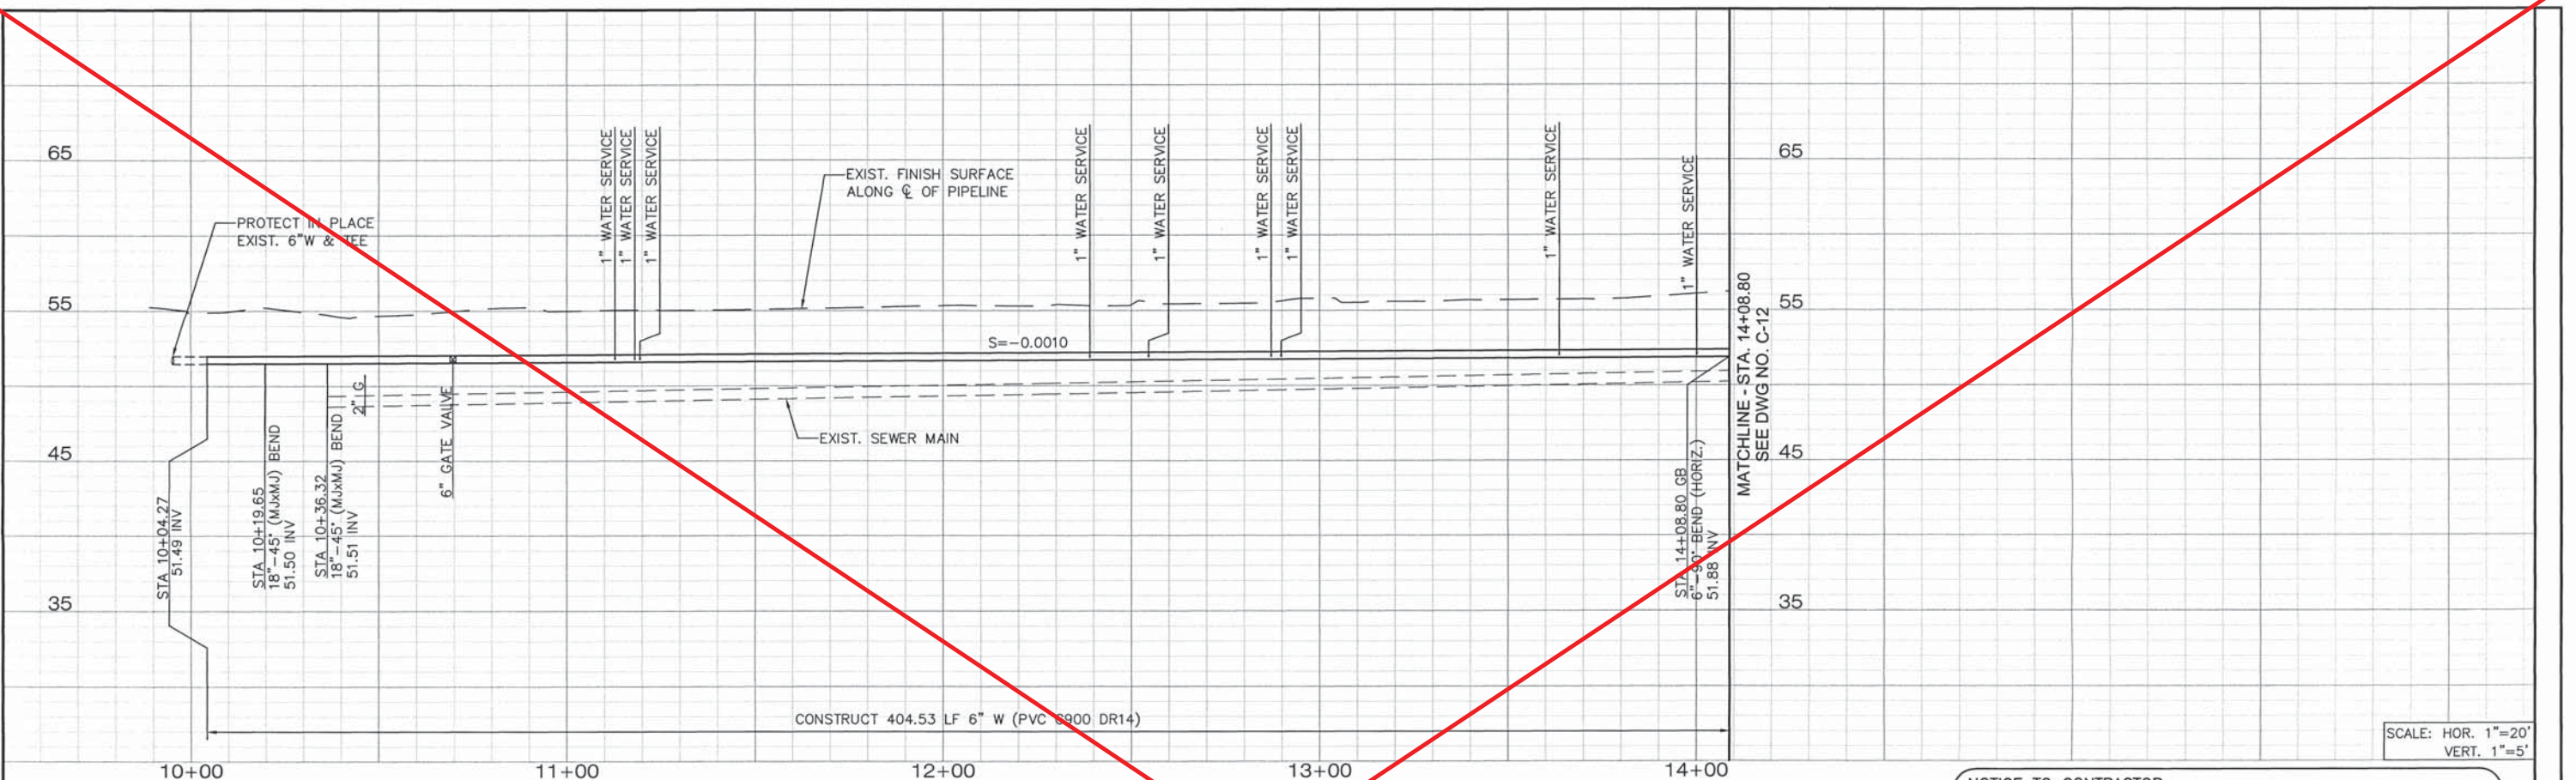 65
55
45
35
PROTECT IN PLACE
EXIST. 6"W & TEE
1" WATER SERVICE
1" WATER SERVICE
1" WATER SERVICE
EXIST. FINISH SURFACE
ALONG ℄ OF PIPELINE
1" WATER SERVICE
1" WATER SERVICE
1" WATER SERVICE
1" WATER SERVICE
1" WATER SERVICE
1" WATER SERVICE
S=-0.0010
2" G
6" GATE VALVE
EXIST. SEWER MAIN
STA 10+04.27
51.49 INV
STA 10+19.65
18"-45° (MJxMJ) BEND
51.50 INV
STA 10+36.32
18"-45° (MJxMJ) BEND
51.51 INV
STA 14+08.80 GB
6"-90° BEND (HORIZ.)
51.88 INV
MATCHLINE - STA. 14+08.80
SEE DWG NO. C-12
65
55
45
35
CONSTRUCT 404.53 LF 6" W (PVC C900 DR14)
SCALE: HOR. 1"=20'
VERT. 1"=5'
10+00
11+00
12+00
13+00
14+00
NOTICE TO CONTRACTOR